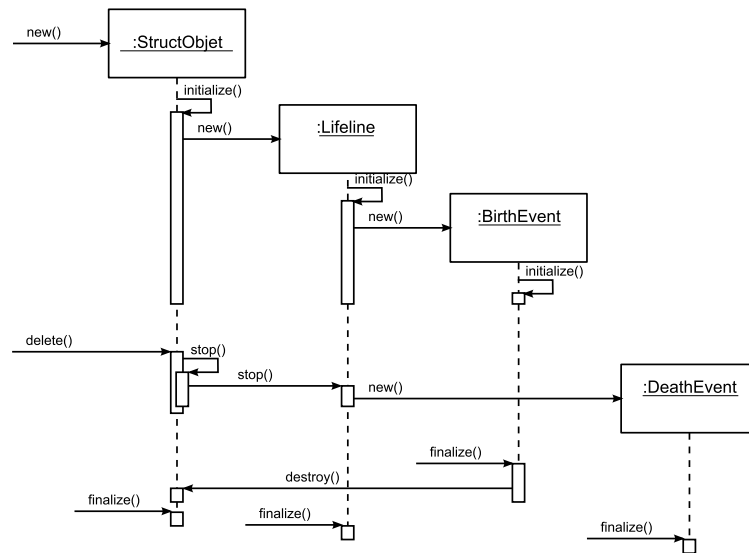 new()
:StructObjet
initialize()
new()
:Lifeline
initialize()
new()
:BirthEvent
initialize()
delete()
stop()
stop()
new()
:DeathEvent
finalize()
destroy()
finalize()
finalize()
finalize()